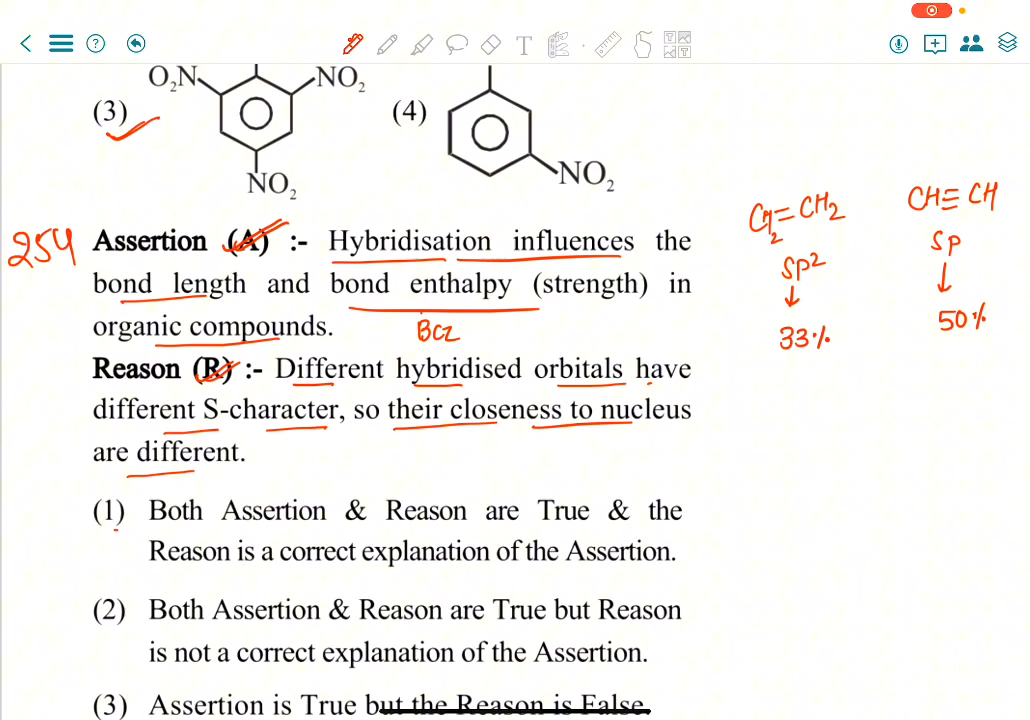 T
O₂N NO₂
(3) (4)
NO₂ NO₂
254 Assertion (A) :- Hybridisation influences the
bond length and bond enthalpy (strength) in
organic compounds. Bcz
Reason (R) :- Different hybridised orbitals have
different S-character, so their closeness to nucleus
are different.
(1) Both Assertion & Reason are True & the
Reason is a correct explanation of the Assertion.
(2) Both Assertion & Reason are True but Reason
is not a correct explanation of the Assertion.
(3) Assertion is True but the Reason is False.
CH₂=CH₂
sp²
↓
33%
CH≡CH
Sp
↓
50%